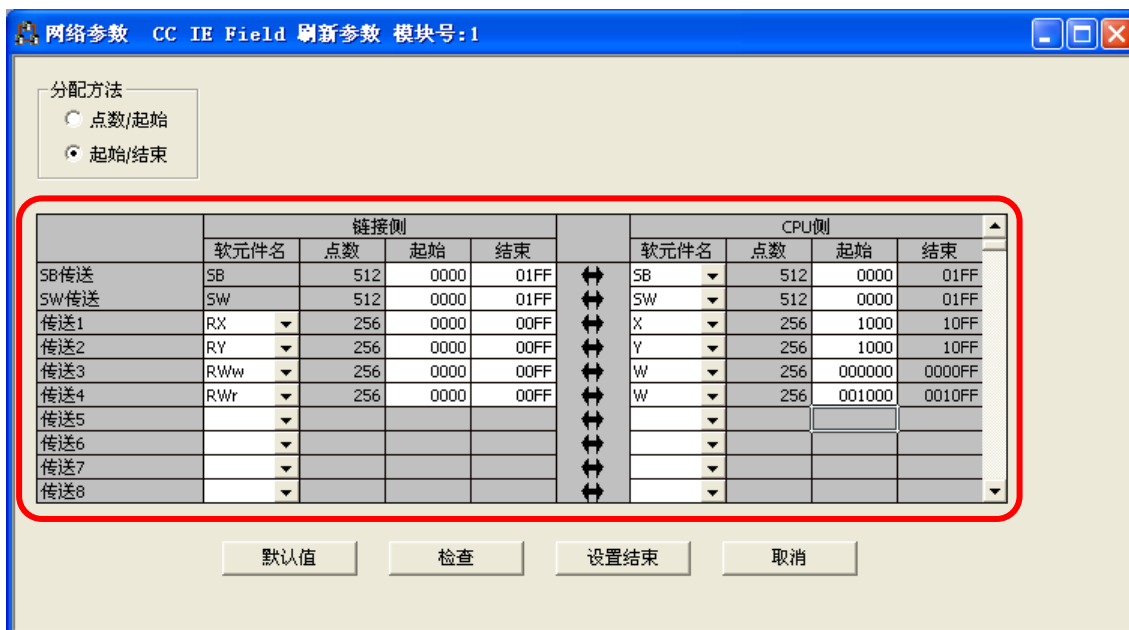 网络参数 CC IE Field 刷新参数 模块号:1
分配方法
点数/起始
起始/结束
链接侧 CPU侧
软元件名 点数 起始 结束 软元件名 点数 起始 结束
SB传送 SB 512 0000 01FF SB 512 0000 01FF
SW传送 SW 512 0000 01FF SW 512 0000 01FF
传送1 RX 256 0000 00FF X 256 1000 10FF
传送2 RY 256 0000 00FF Y 256 1000 10FF
传送3 RWw 256 0000 00FF W 256 000000 0000FF
传送4 RWr 256 0000 00FF W 256 001000 0010FF
传送5
传送6
传送7
传送8
默认值 检查 设置结束 取消